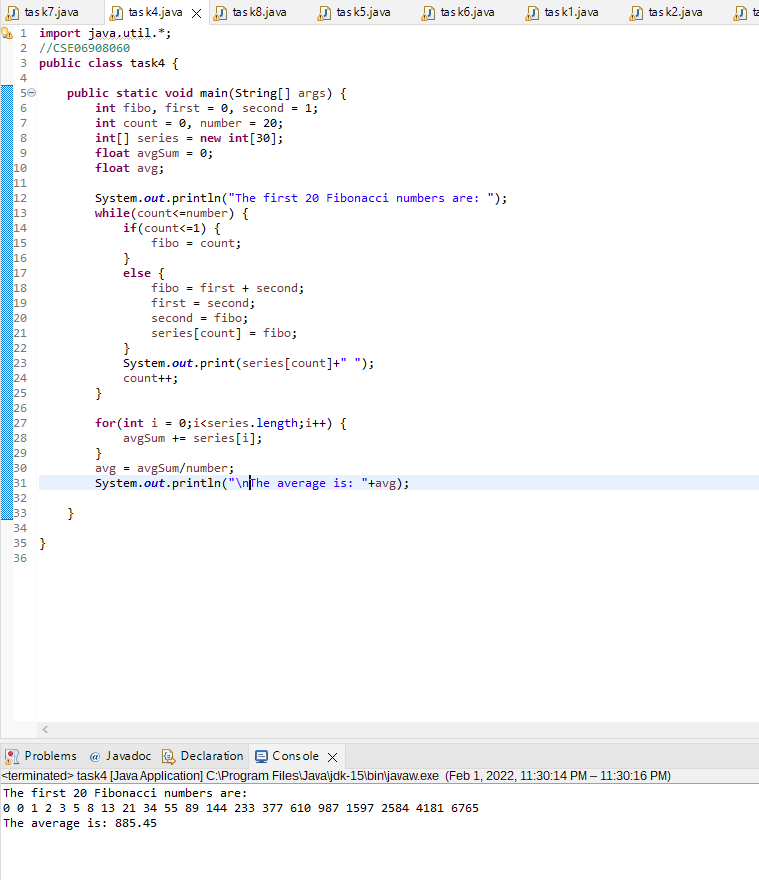 task7.java task4.java task8.java task5.java task6.java task1.java task2.java ta
1 import java.util.*;
2 //CSE06908060
3 public class task4 {
4
5 public static void main(String[] args) {
6 int fibo, first = 0, second = 1;
7 int count = 0, number = 20;
8 int[] series = new int[30];
9 float avgSum = 0;
10 float avg;
11
12 System.out.println("The first 20 Fibonacci numbers are: ");
13 while(count<=number) {
14 if(count<=1) {
15 fibo = count;
16 }
17 else {
18 fibo = first + second;
19 first = second;
20 second = fibo;
21 series[count] = fibo;
22 }
23 System.out.print(series[count]+" ");
24 count++;
25 }
26
27 for(int i = 0;i<series.length;i++) {
28 avgSum += series[i];
29 }
30 avg = avgSum/number;
31 System.out.println("\nThe average is: "+avg);
32
33 }
34
35 }
36
Problems @ Javadoc Declaration Console
<terminated> task4 [Java Application] C:\Program Files\Java\jdk-15\bin\javaw.exe (Feb 1, 2022, 11:30:14 PM – 11:30:16 PM)
The first 20 Fibonacci numbers are:
0 0 1 2 3 5 8 13 21 34 55 89 144 233 377 610 987 1597 2584 4181 6765
The average is: 885.45